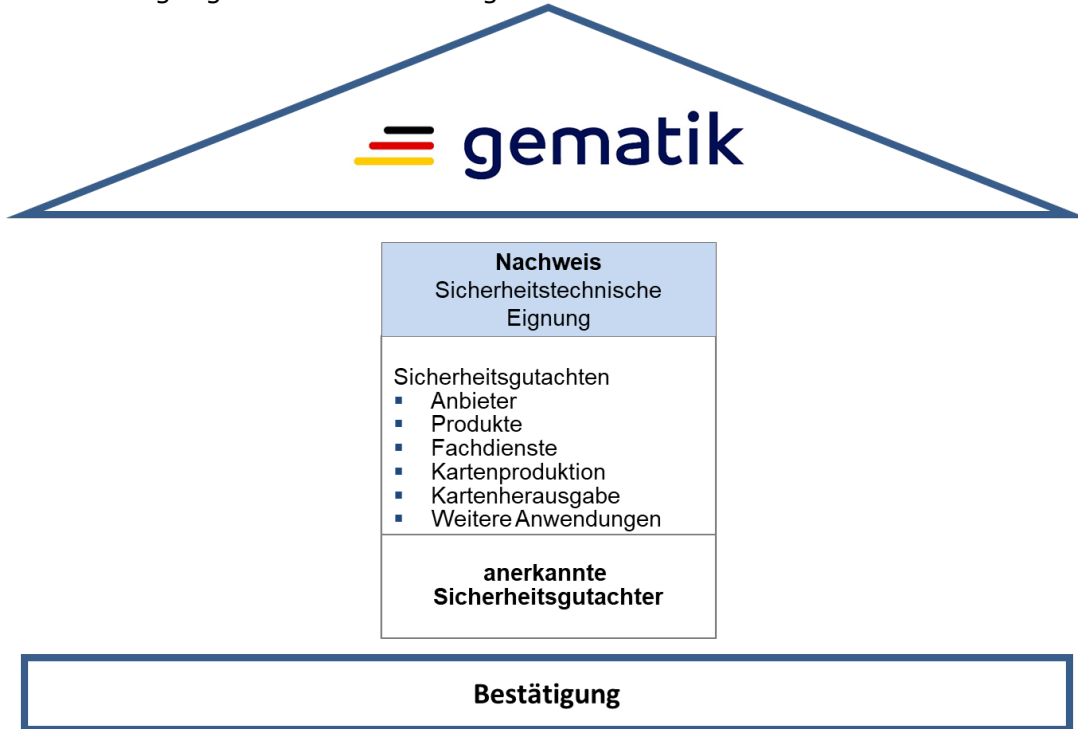 gematik
Nachweis
Sicherheitstechnische
Eignung
Sicherheitsgutachten
▪ Anbieter
▪ Produkte
▪ Fachdienste
▪ Kartenproduktion
▪ Kartenherausgabe
▪ Weitere Anwendungen
anerkannte
Sicherheitsgutachter
Bestätigung